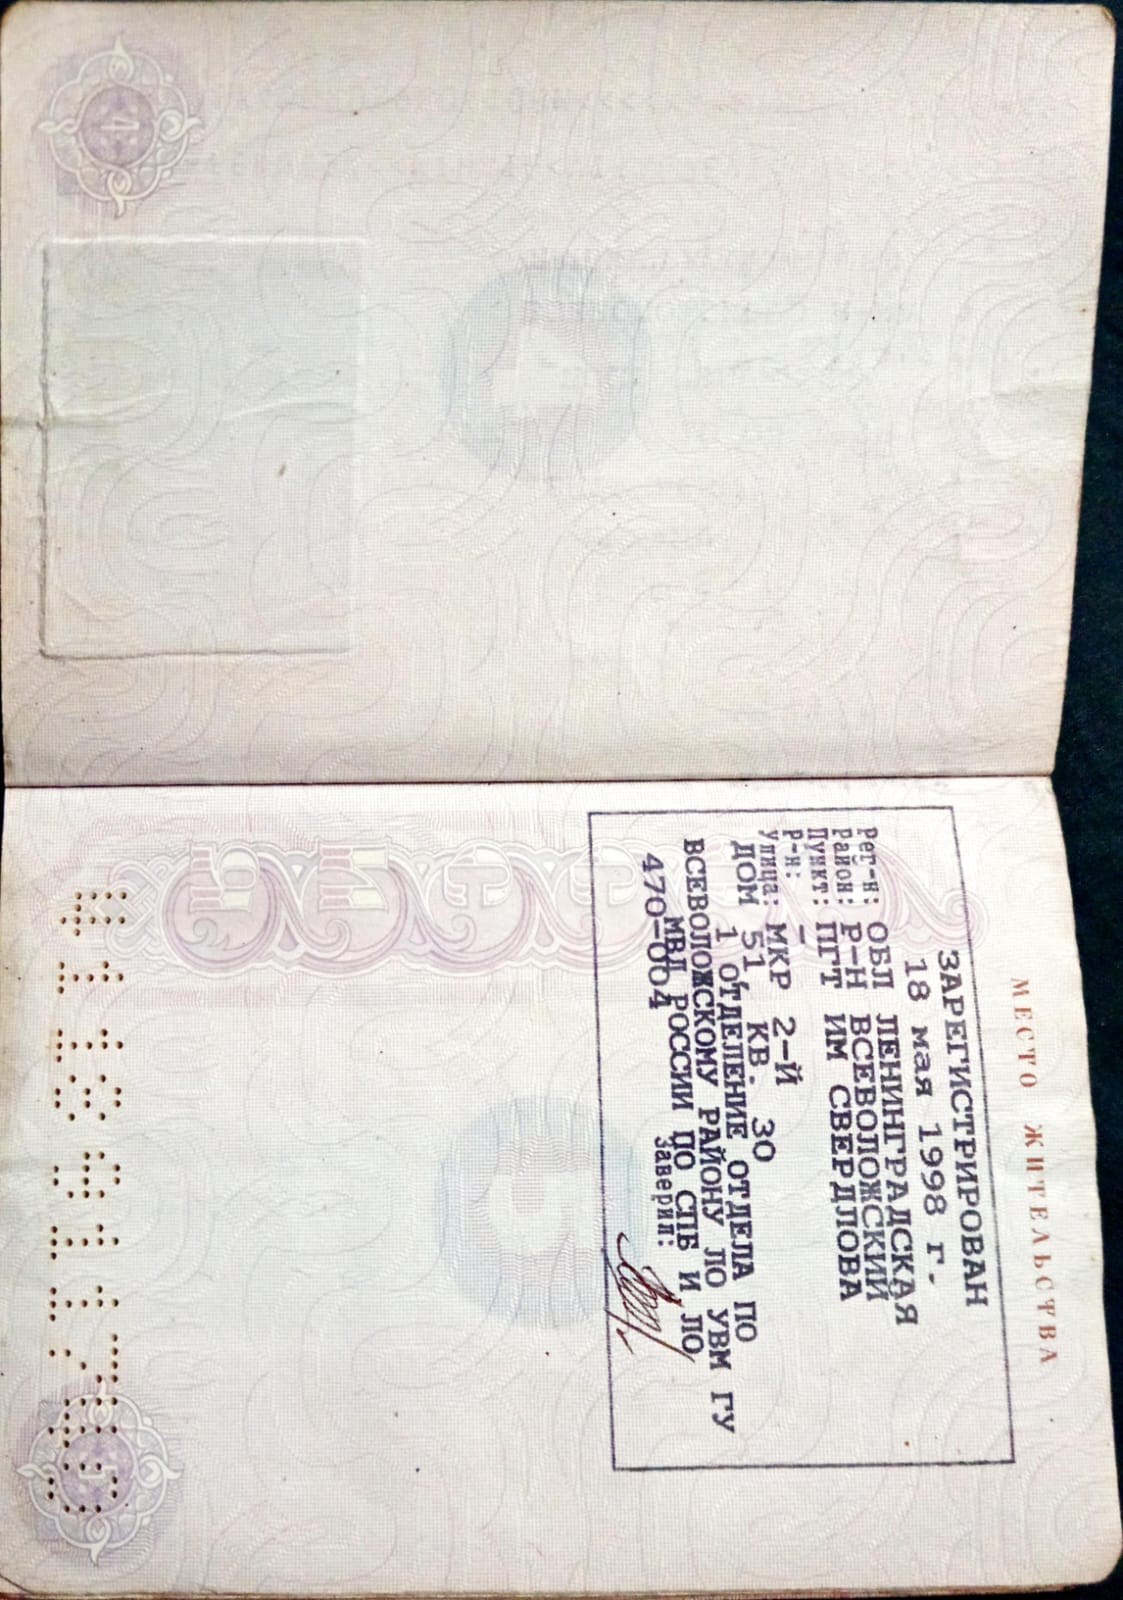 4
МЕСТО ЖИТЕЛЬСТВА
ЗАРЕГИСТРИРОВАН
18 мая 1998 г.
Рег-н: ОБЛ ЛЕНИНГРАДСКАЯ
район: Р-Н ВСЕВОЛОЖСКИЙ
Пункт: ПГТ ИМ СВЕРДЛОВА
Р-н: -
улица: МКР 2-Й
ДОМ 51, КВ. 30
1 ОТДЕЛЕНИЕ ОТДЕЛА ПО
ВСЕВОЛОЖСКОМУ РАЙОНУ ЛО УВМ ГУ
МВД РОССИИ ПО СПБ И ЛО
470-004
Заверил:
5